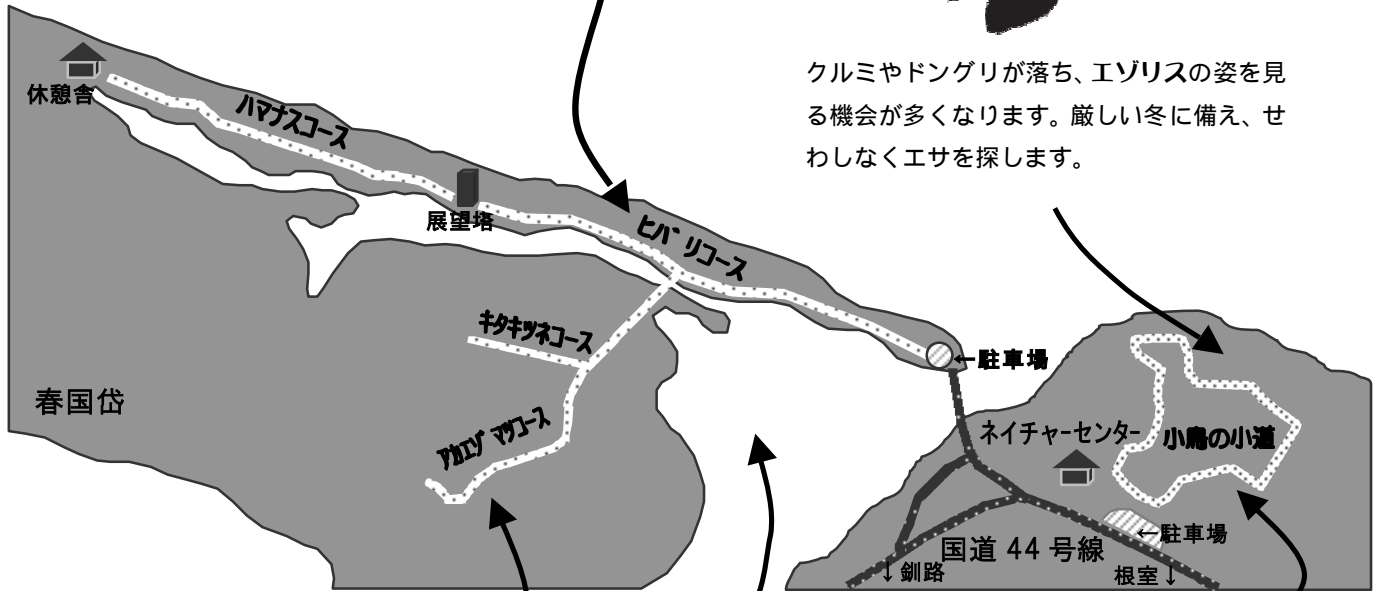 クルミやドングリが落ち、エゾリスの姿を見
る機会が多くなります。厳しい冬に備え、せ
わしなくエサを探します。
休憩舎
ハマナスコース
展望塔
ヒバリコース
キタキツネコース
←駐車場
春国岱
アカエゾマツコース
ネイチャーセンター
小鳥の小道
←駐車場
国道 44 号線
↓釧路
根室↓